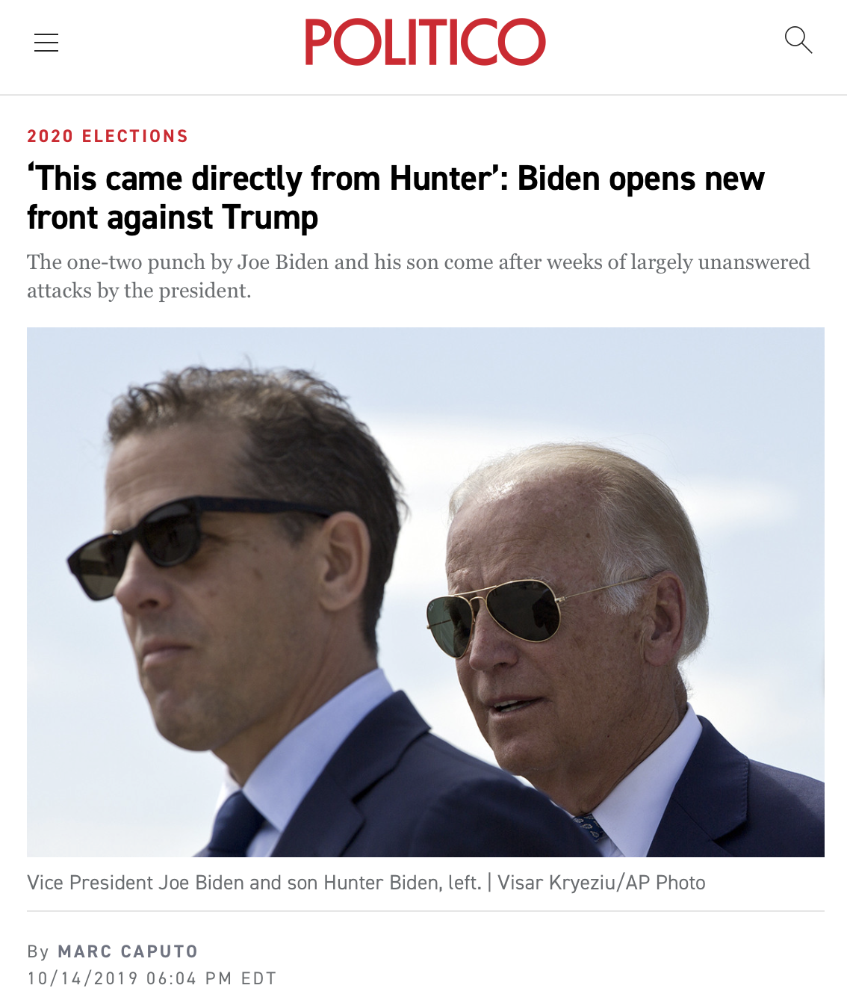 POLITICO
2020 ELECTIONS
‘This came directly from Hunter’: Biden opens new
front against Trump
The one-two punch by Joe Biden and his son come after weeks of largely unanswered
attacks by the president.
Vice President Joe Biden and son Hunter Biden, left. | Visar Kryeziu/AP Photo
By MARC CAPUTO
10/14/2019 06:04 PM EDT